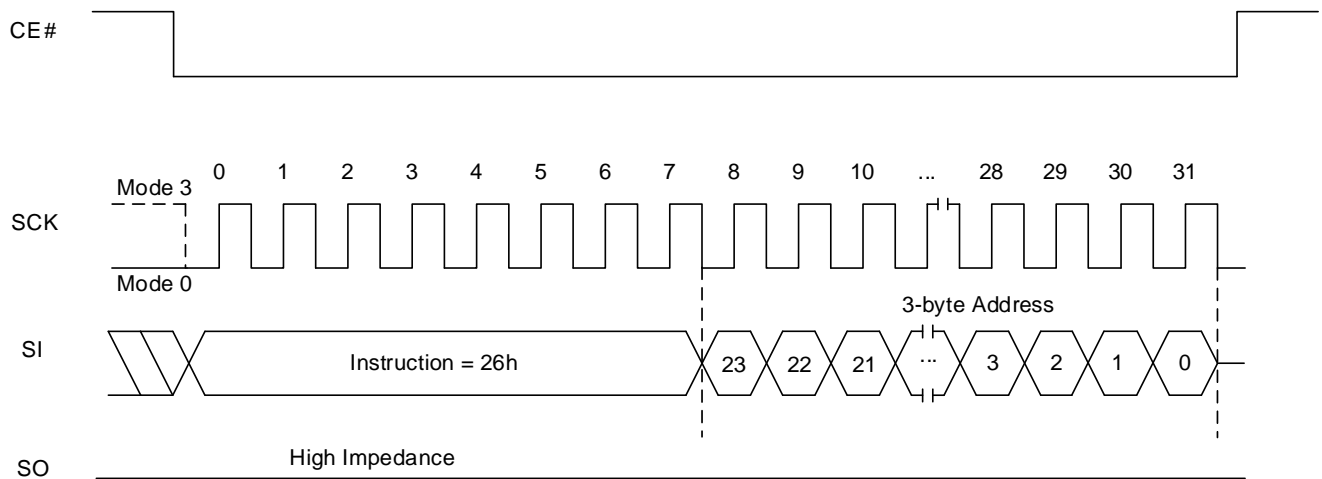 CE#
0 1 2 3 4 5 6 7 8 9 10 ... 28 29 30 31
Mode 3
SCK
Mode 0
3-byte Address
SI
Instruction = 26h
23 22 21 ... 3 2 1 0
High Impedance
SO